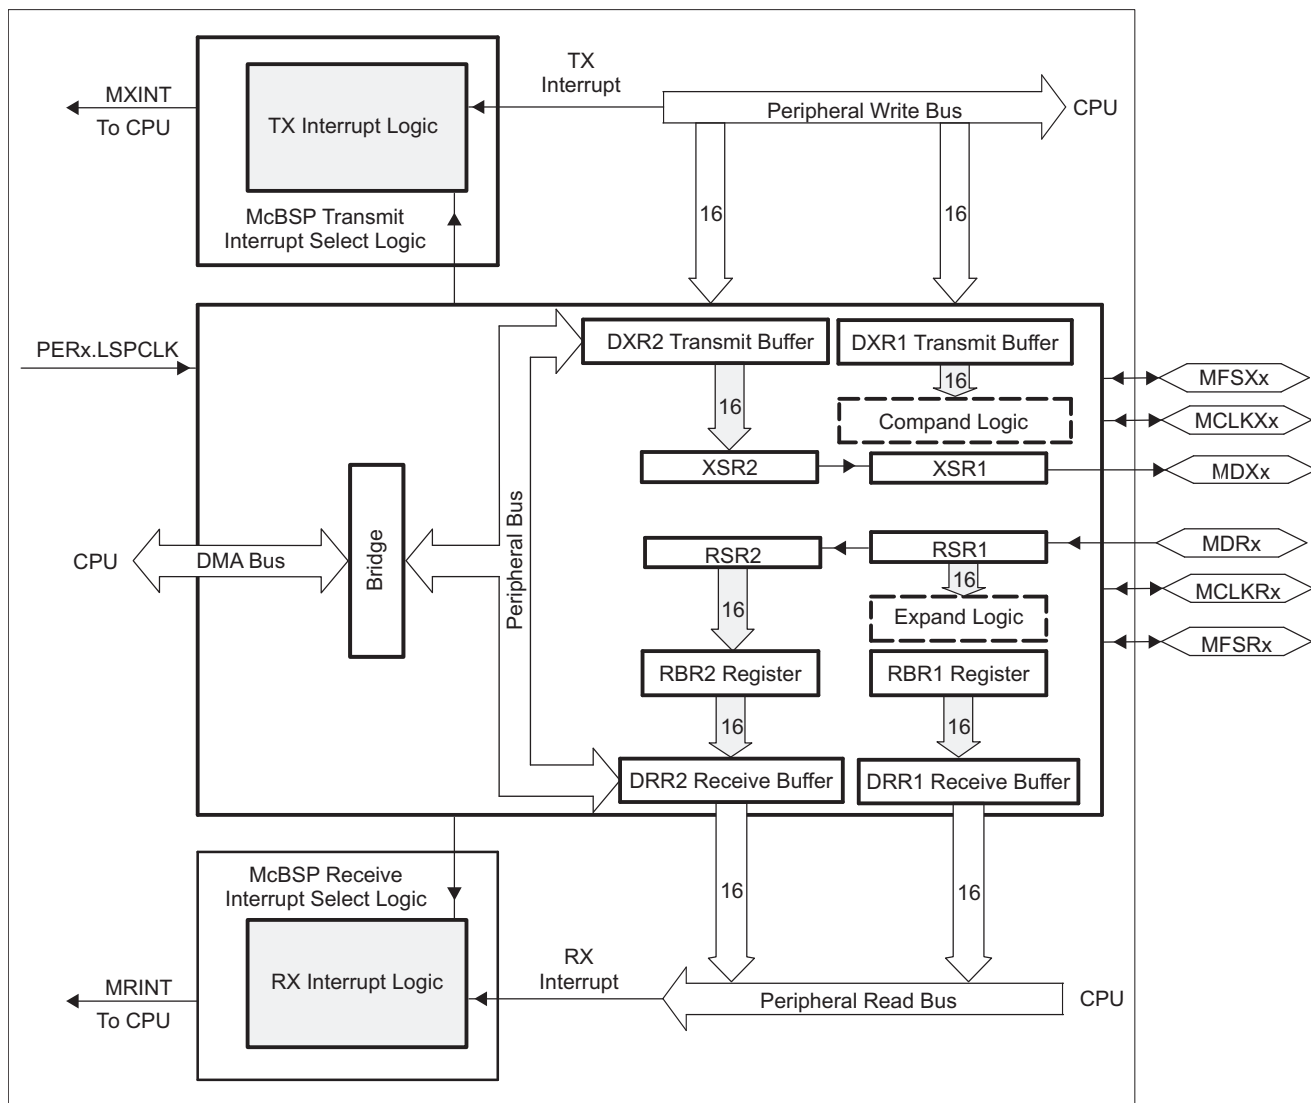 TX
Interrupt
MXINT
To CPU
TX Interrupt Logic
Peripheral Write Bus
CPU
McBSP Transmit
Interrupt Select Logic
16
16
PERx.LSPCLK
DXR2 Transmit Buffer
DXR1 Transmit Buffer
16
16
Compand Logic
XSR2
XSR1
MFSXx
MCLKXx
MDXx
CPU
DMA Bus
Bridge
Peripheral Bus
RSR2
RSR1
16
16
Expand Logic
RBR2 Register
RBR1 Register
16
16
DRR2 Receive Buffer
DRR1 Receive Buffer
MDRx
MCLKRx
MFSRx
McBSP Receive
Interrupt Select Logic
16
16
RX Interrupt Logic
MRINT
To CPU
RX
Interrupt
Peripheral Read Bus
CPU